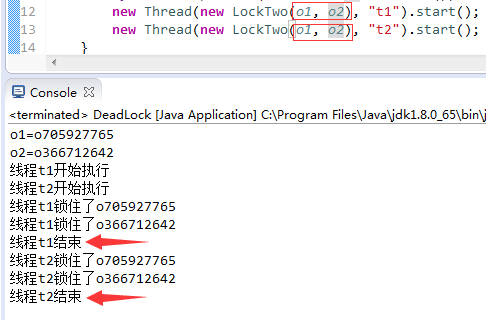 12 new Thread(new LockTwo(o1, o2), "t1").start();
13 new Thread(new LockTwo(o1, o2), "t2").start();
14 }
Console
<terminated> DeadLock [Java Application] C:\Program Files\Java\jdk1.8.0_65\bin\j
o1=o705927765
o2=o366712642
线程t1开始执行
线程t2开始执行
线程t1锁住了o705927765
线程t1锁住了o366712642
线程t1结束
线程t2锁住了o705927765
线程t2锁住了o366712642
线程t2结束